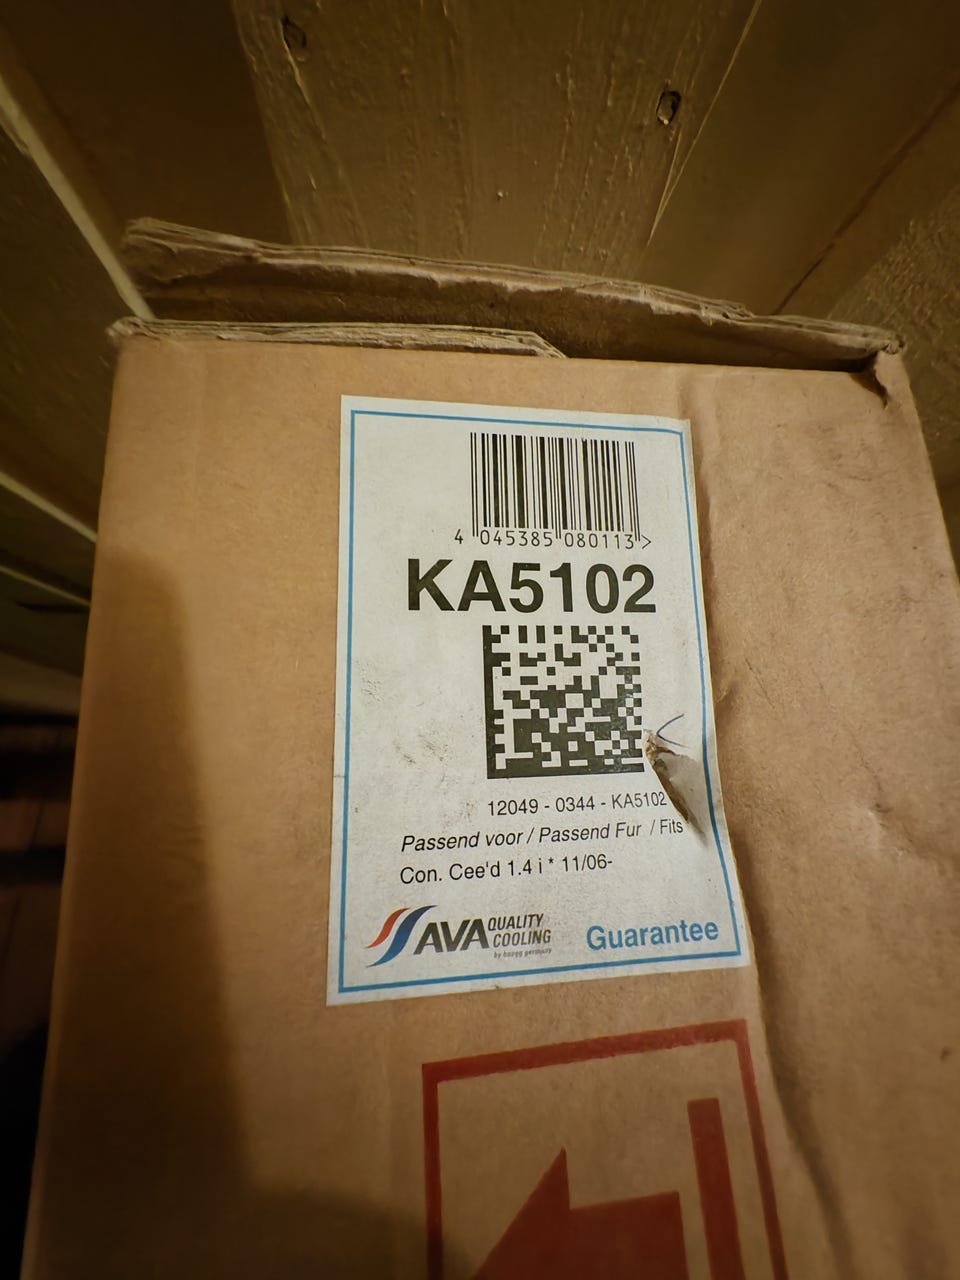 4 045385 080113 >
KA5102
12049 - 0344 - KA5102
Passend voor / Passend Fur / Fits
Con. Cee'd 1.4 i * 11/06-
AVA QUALITY COOLING
Guarantee